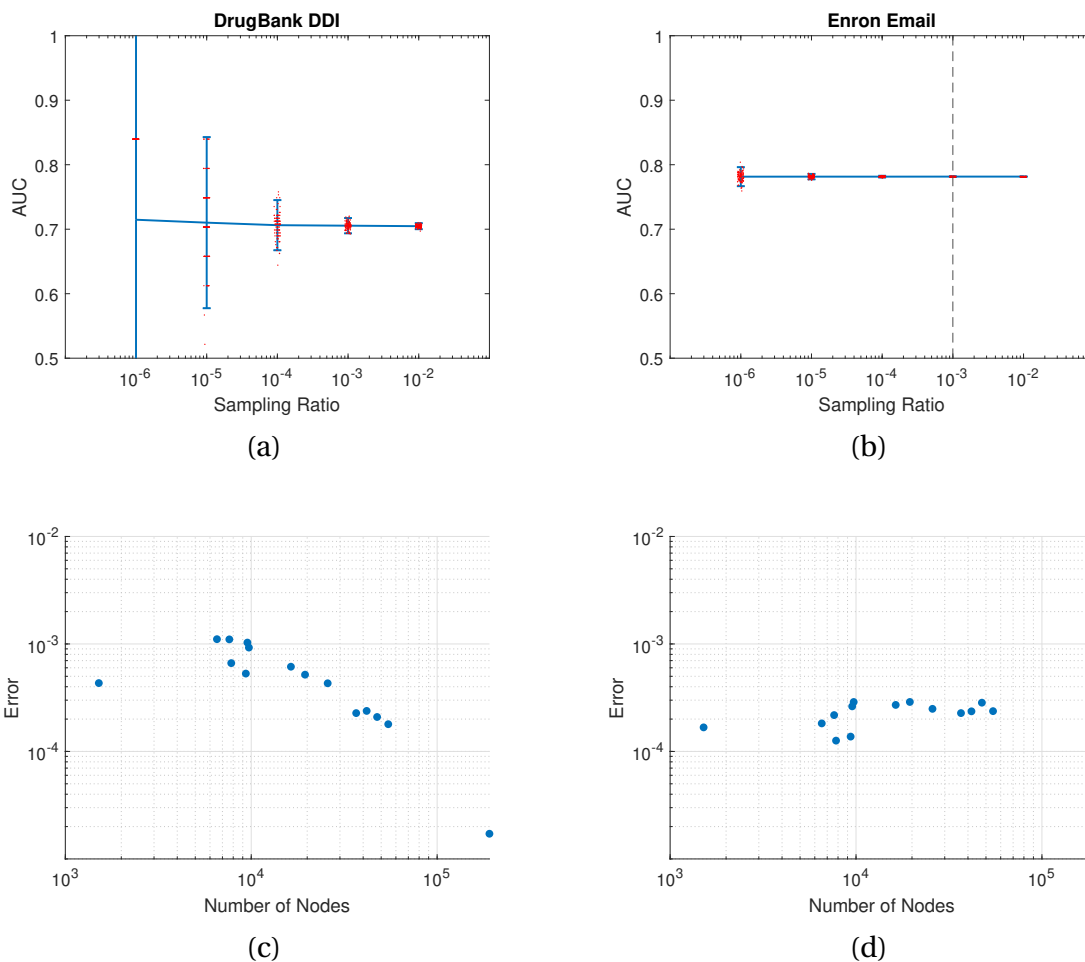 DrugBank DDI
AUC
1
0.9
0.8
0.7
0.6
0.5
10^-6 10^-5 10^-4 10^-3 10^-2
Sampling Ratio
(a)
Enron Email
AUC
1
0.9
0.8
0.7
0.6
0.5
10^-6 10^-5 10^-4 10^-3 10^-2
Sampling Ratio
(b)
Error
10^-2
10^-3
10^-4
10^3 10^4 10^5
Number of Nodes
(c)
Error
10^-2
10^-3
10^-4
10^3 10^4 10^5
Number of Nodes
(d)